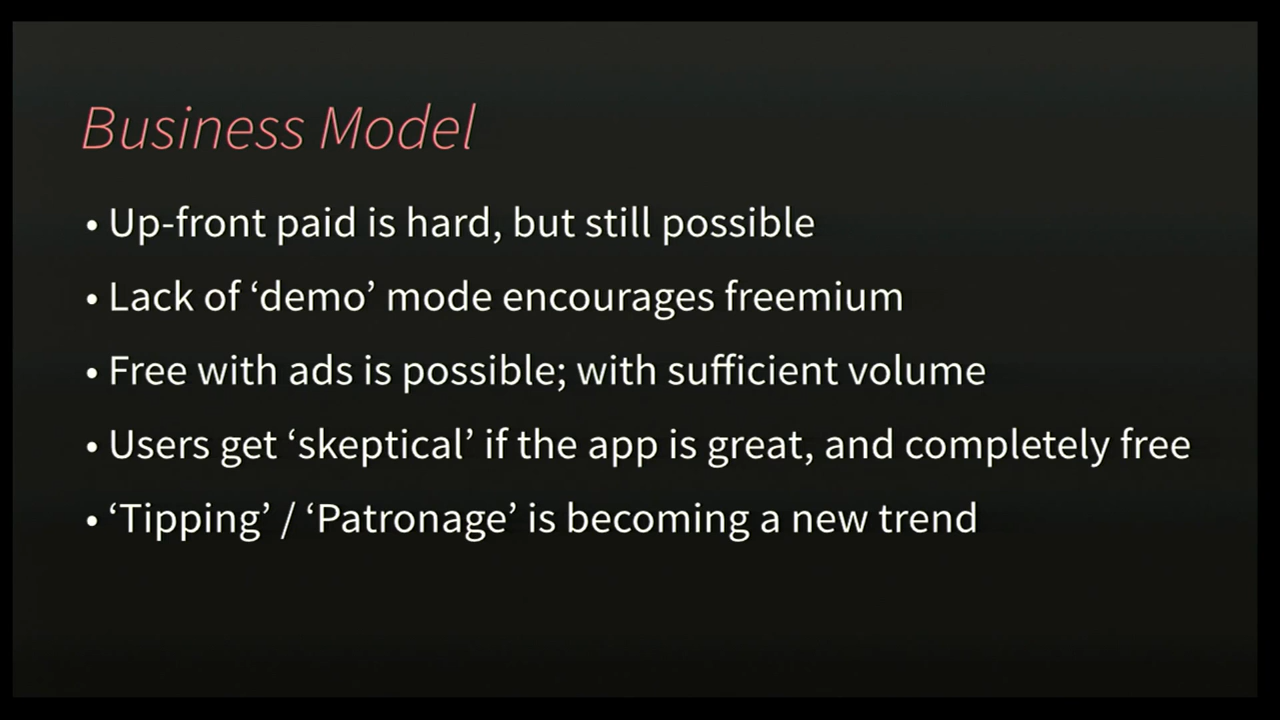 Business Model
• Up-front paid is hard, but still possible
• Lack of ‘demo’ mode encourages freemium
• Free with ads is possible; with sufficient volume
• Users get ‘skeptical’ if the app is great, and completely free
• ‘Tipping’ / ‘Patronage’ is becoming a new trend